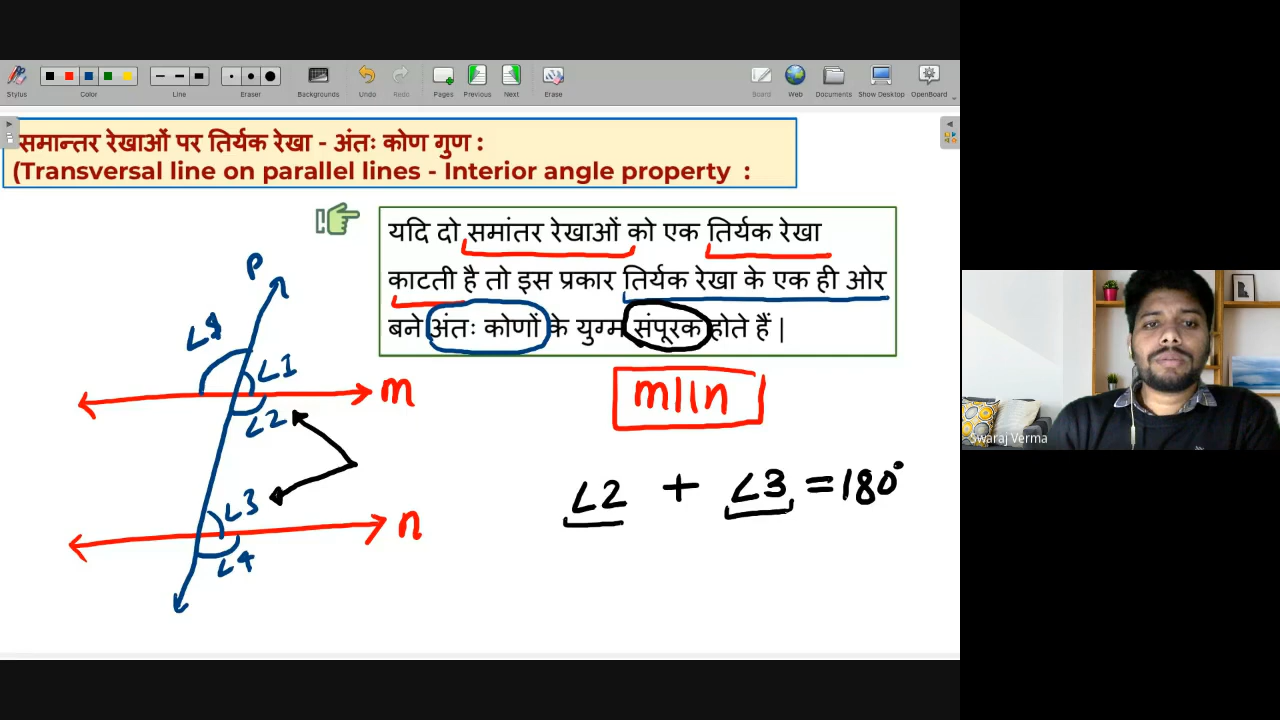 Stylus
Color
Line
Eraser
Backgrounds
Undo
Redo
Pages
Previous
Next
Erase
Board
Web
Documents
Show Desktop
OpenBoard
समान्तर रेखाओं पर तिर्यक रेखा - अंतः कोण गुण :
(Transversal line on parallel lines - Interior angle property :
यदि दो समांतर रेखाओं को एक तिर्यक रेखा
काटती है तो इस प्रकार तिर्यक रेखा के एक ही ओर
बने अंतः कोणों के युग्म संपूरक होते हैं |
P
∠1
m
∠2
m||n
∠3
n
∠4
∠2 + ∠3 = 180°
Swaraj Verma